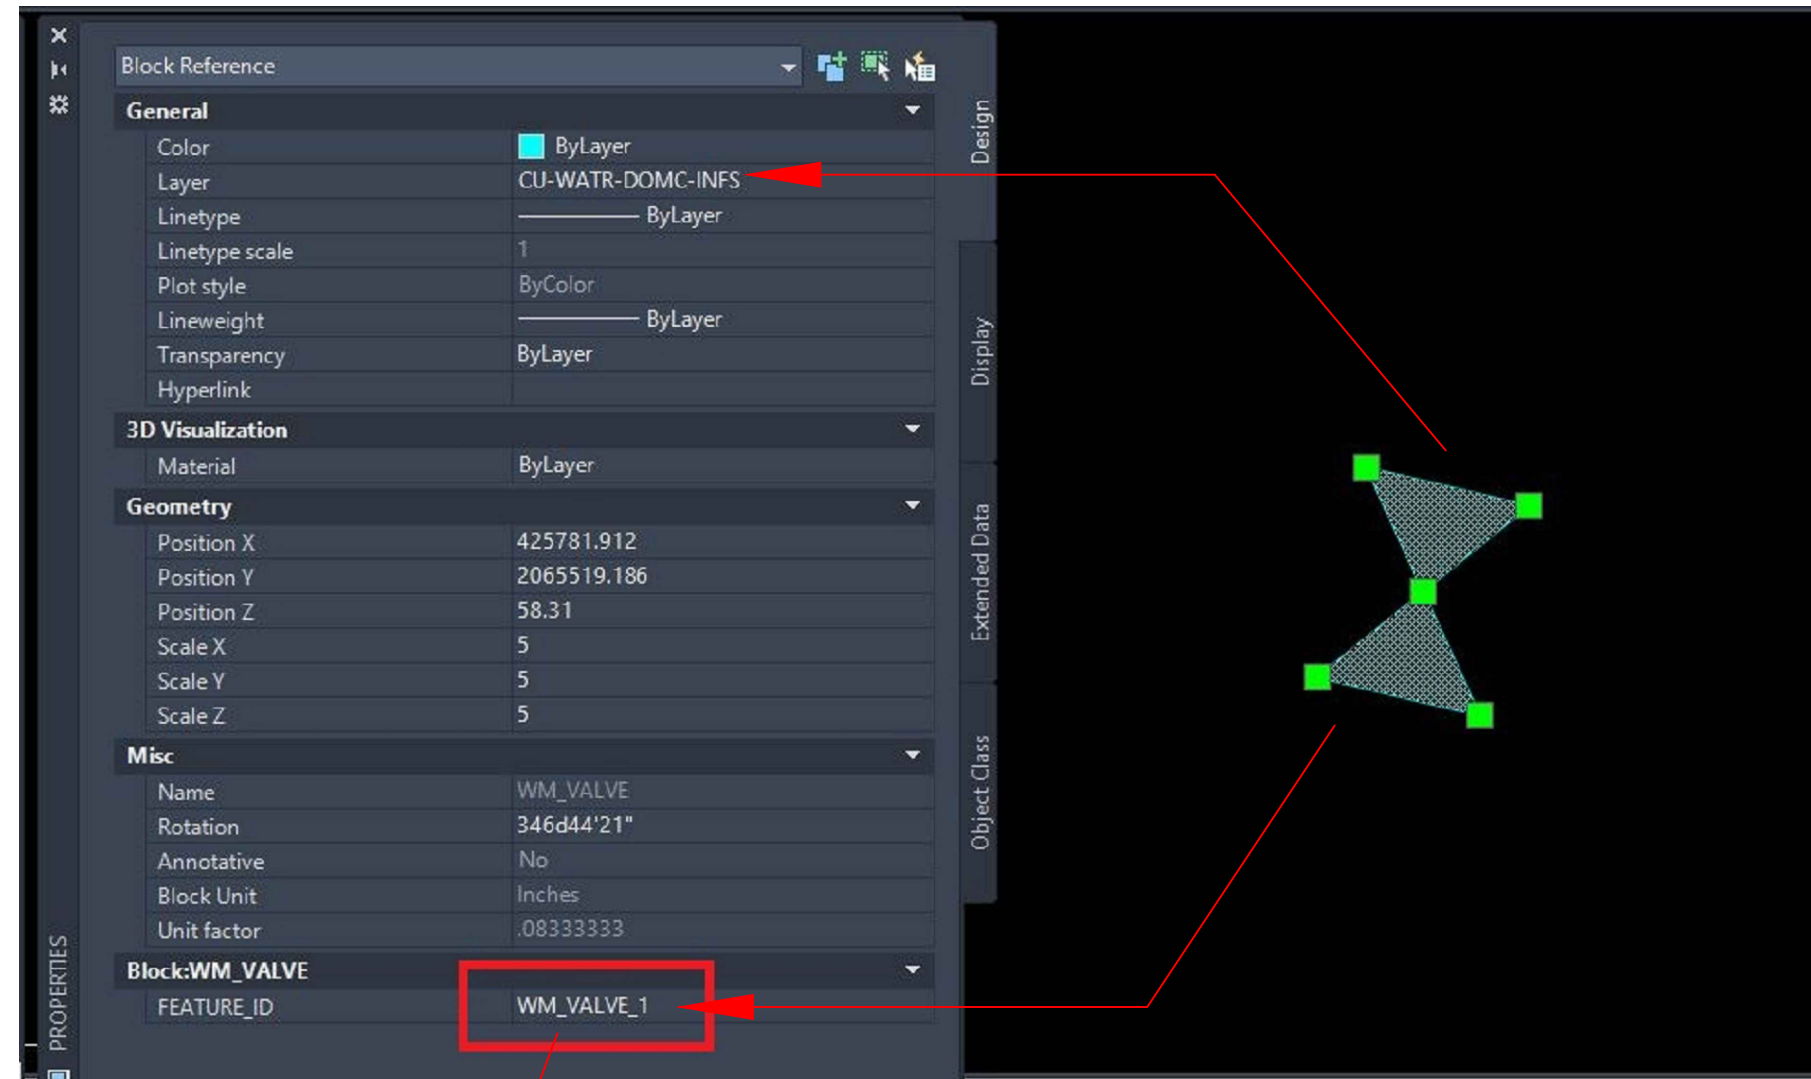 Block Reference
General
Color ByLayer
Layer CU-WATR-DOMC-INFS
Linetype ByLayer
Linetype scale 1
Plot style ByColor
Lineweight ByLayer
Transparency ByLayer
Hyperlink
3D Visualization
Material ByLayer
Geometry
Position X 425781.912
Position Y 2065519.186
Position Z 58.31
Scale X 5
Scale Y 5
Scale Z 5
Misc
Name WM_VALVE
Rotation 346d44'21"
Annotative No
Block Unit Inches
Unit factor .08333333
Block:WM_VALVE
FEATURE_ID WM_VALVE_1
Design
Display
Extended Data
Object Class
PROPERTIES